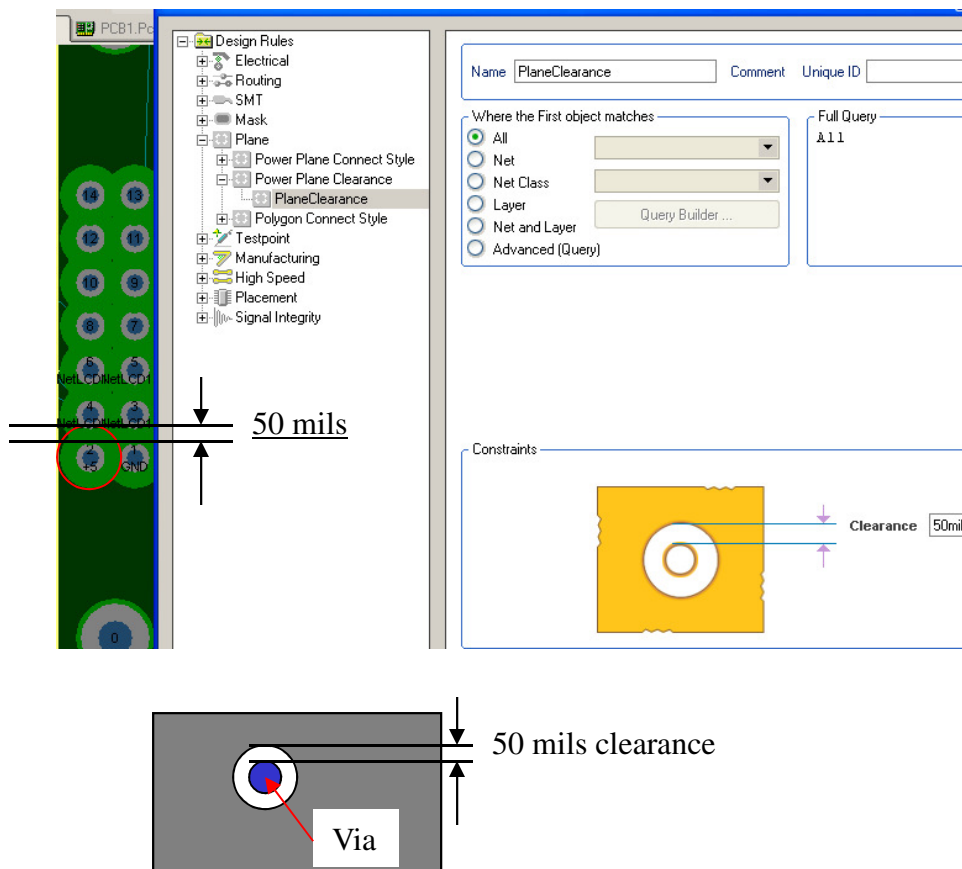 PCB1.Pc
Design Rules
Electrical
Routing
SMT
Mask
Plane
Power Plane Connect Style
Power Plane Clearance
PlaneClearance
Polygon Connect Style
Testpoint
Manufacturing
High Speed
Placement
Signal Integrity
Name PlaneClearance Comment Unique ID
Where the First object matches
All
Net
Net Class
Layer
Net and Layer
Advanced (Query)
Query Builder ...
Full Query
All
14 13
12 11
10 9
8 7
6 5
NetLCD NetLCD1
4 3
NetLCD NetLCD1
2 1
+5 GND
0
50 mils
Constraints
Clearance 50mil
50 mils clearance
Via